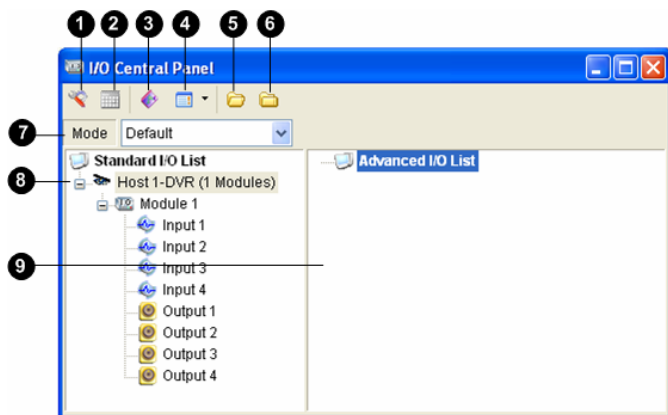 1 2 3 4 5 6
I/O Central Panel
7 Mode Default
Standard I/O List
Advanced I/O List
8 Host 1-DVR (1 Modules)
Module 1
Input 1
Input 2
9 Input 3
Input 4
Output 1
Output 2
Output 3
Output 4